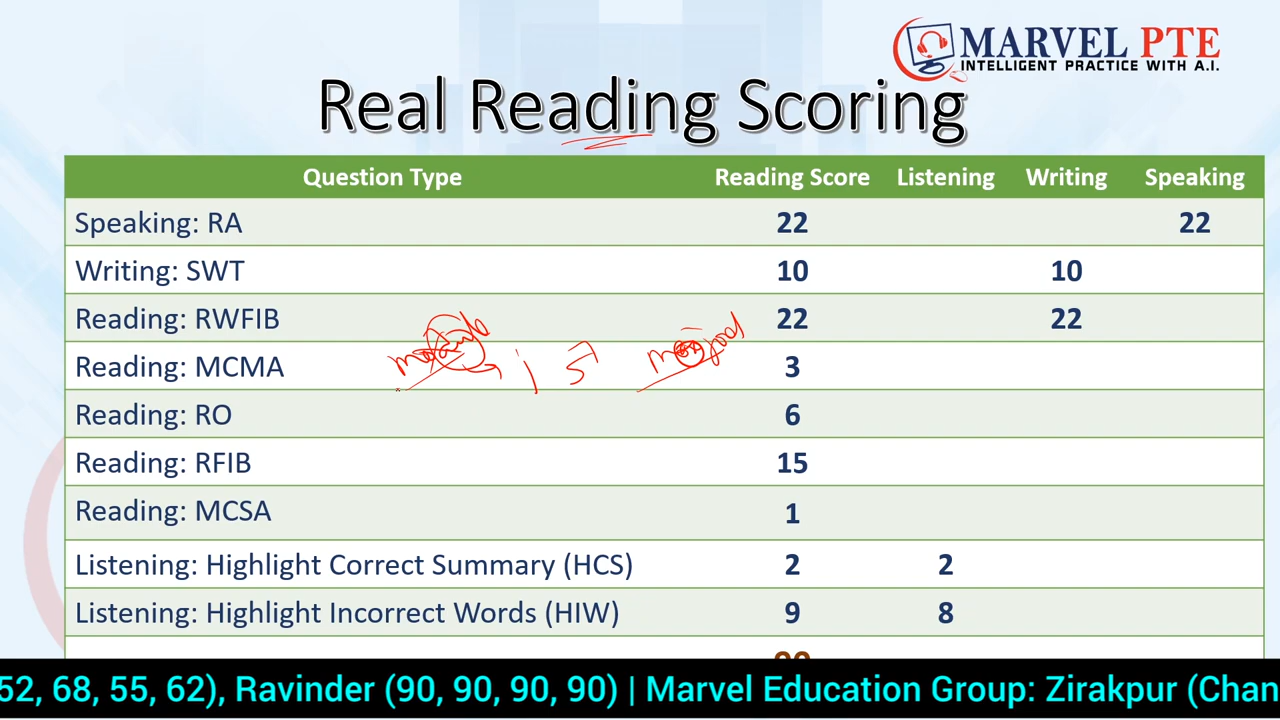 MARVEL PTE
INTELLIGENT PRACTICE WITH A.I.
Real Reading Scoring
Question Type Reading Score Listening Writing Speaking
Speaking: RA 22 22
Writing: SWT 10 10
Reading: RWFIB 22 22
Reading: MCMA 3
Reading: RO 6
Reading: RFIB 15
Reading: MCSA 1
Listening: Highlight Correct Summary (HCS) 2 2
Listening: Highlight Incorrect Words (HIW) 9 8
52, 68, 55, 62), Ravinder (90, 90, 90, 90) | Marvel Education Group: Zirakpur (Chan